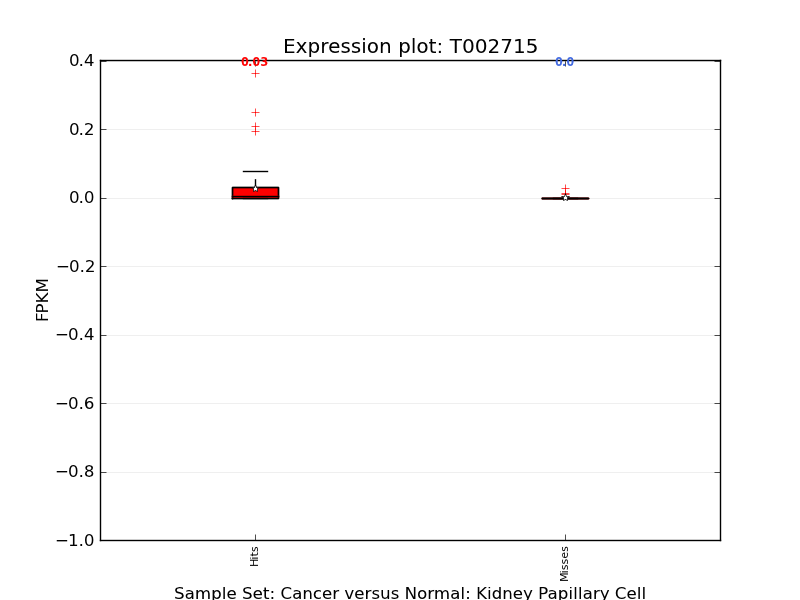 Expression plot: T002715
0.03
0.0
0.4
0.2
0.0
−0.2
−0.4
−0.6
−0.8
−1.0
FPKM
Hits
Misses
Sample Set: Cancer versus Normal: Kidney Papillary Cell